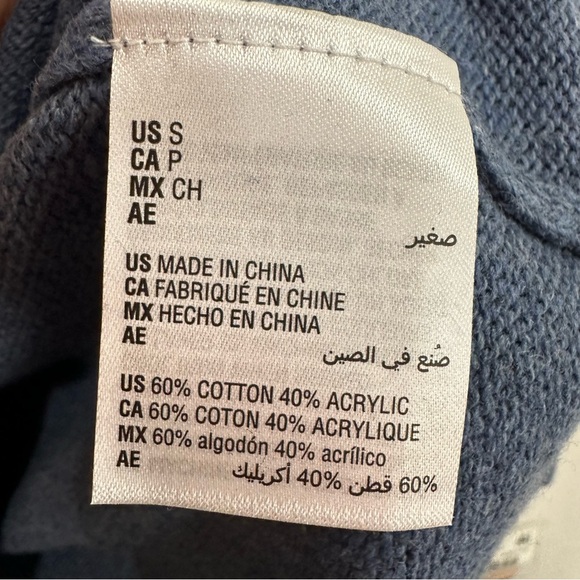 US S
CA P
MX CH
AE
صغير
US MADE IN CHINA
CA FABRIQUÉ EN CHINE
MX HECHO EN CHINA
AE
صُنع في الصين
US 60% COTTON 40% ACRYLIC
CA 60% COTON 40% ACRYLIQUE
MX 60% algodón 40% acrílico
AE
60% قطن 40% أكريليك